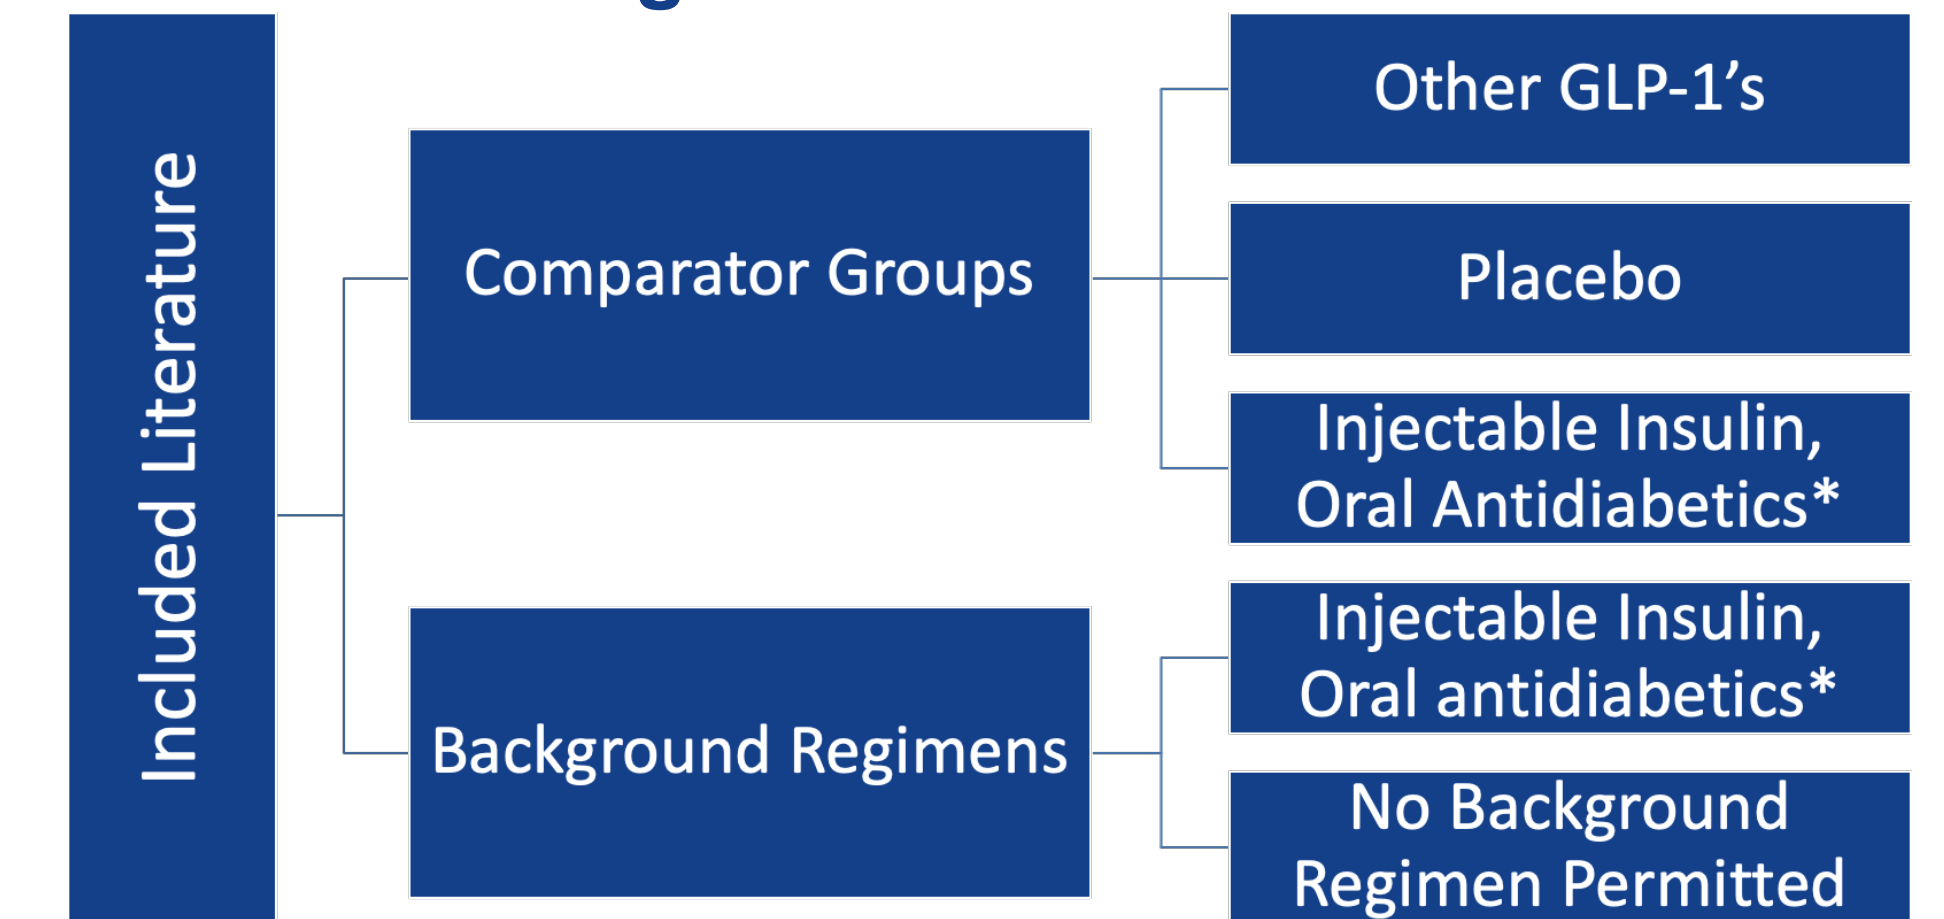 Included Literature
Comparator Groups
Other GLP-1’s
Placebo
Injectable Insulin,
Oral Antidiabetics*
Background Regimens
Injectable Insulin,
Oral antidiabetics*
No Background
Regimen Permitted